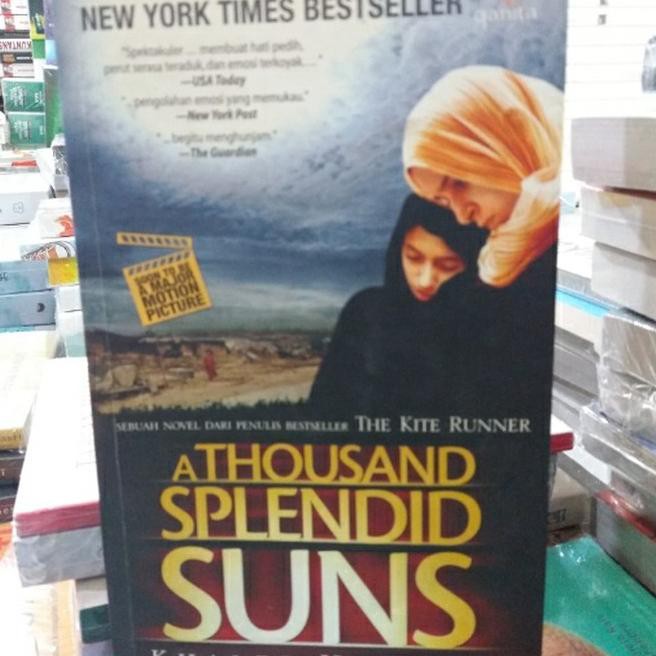 NEW YORK TIMES BESTSELLER
qanita
"Spektakuler ... membuat hati pedih,
perut serasa teraduk, dan emosi terkoyak...."
—USA Today
"...pengolahan emosi yang memukau."
—New York Post
"...begitu menghunjam."
—The Guardian
SOON TO BE
A MAJOR
MOTION
PICTURE
SEBUAH NOVEL DARI PENULIS BESTSELLER THE KITE RUNNER
A THOUSAND
SPLENDID
SUNS